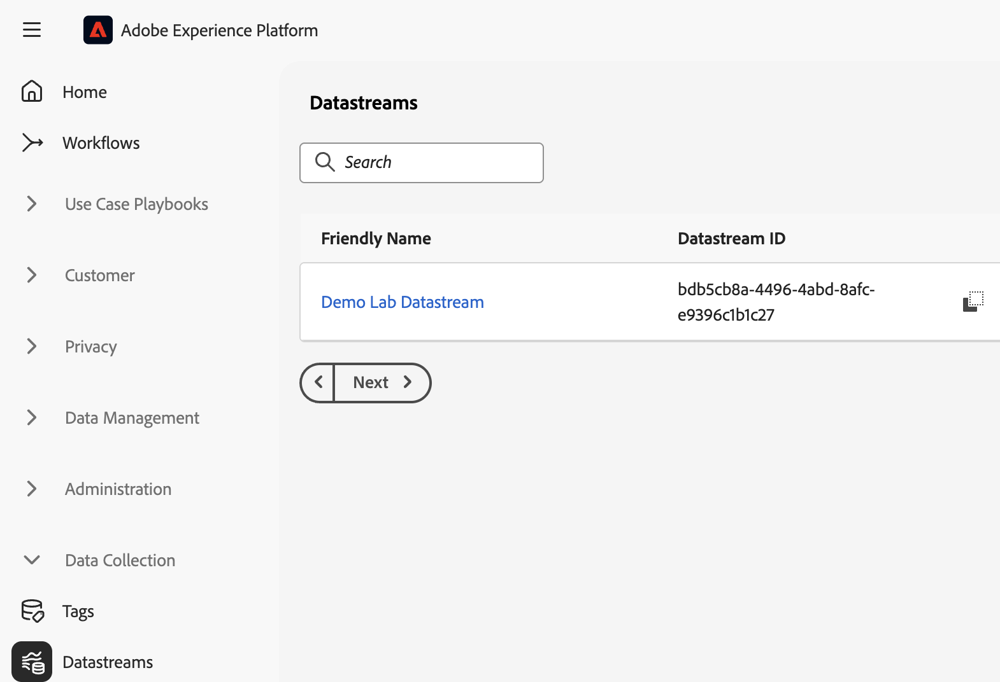 Adobe Experience Platform
Home
Workflows
Use Case Playbooks
Customer
Privacy
Data Management
Administration
Data Collection
Tags
Datastreams
Datastreams
Search
Friendly Name
Datastream ID
Demo Lab Datastream
bdb5cb8a-4496-4abd-8afc-
e9396c1b1c27
Next